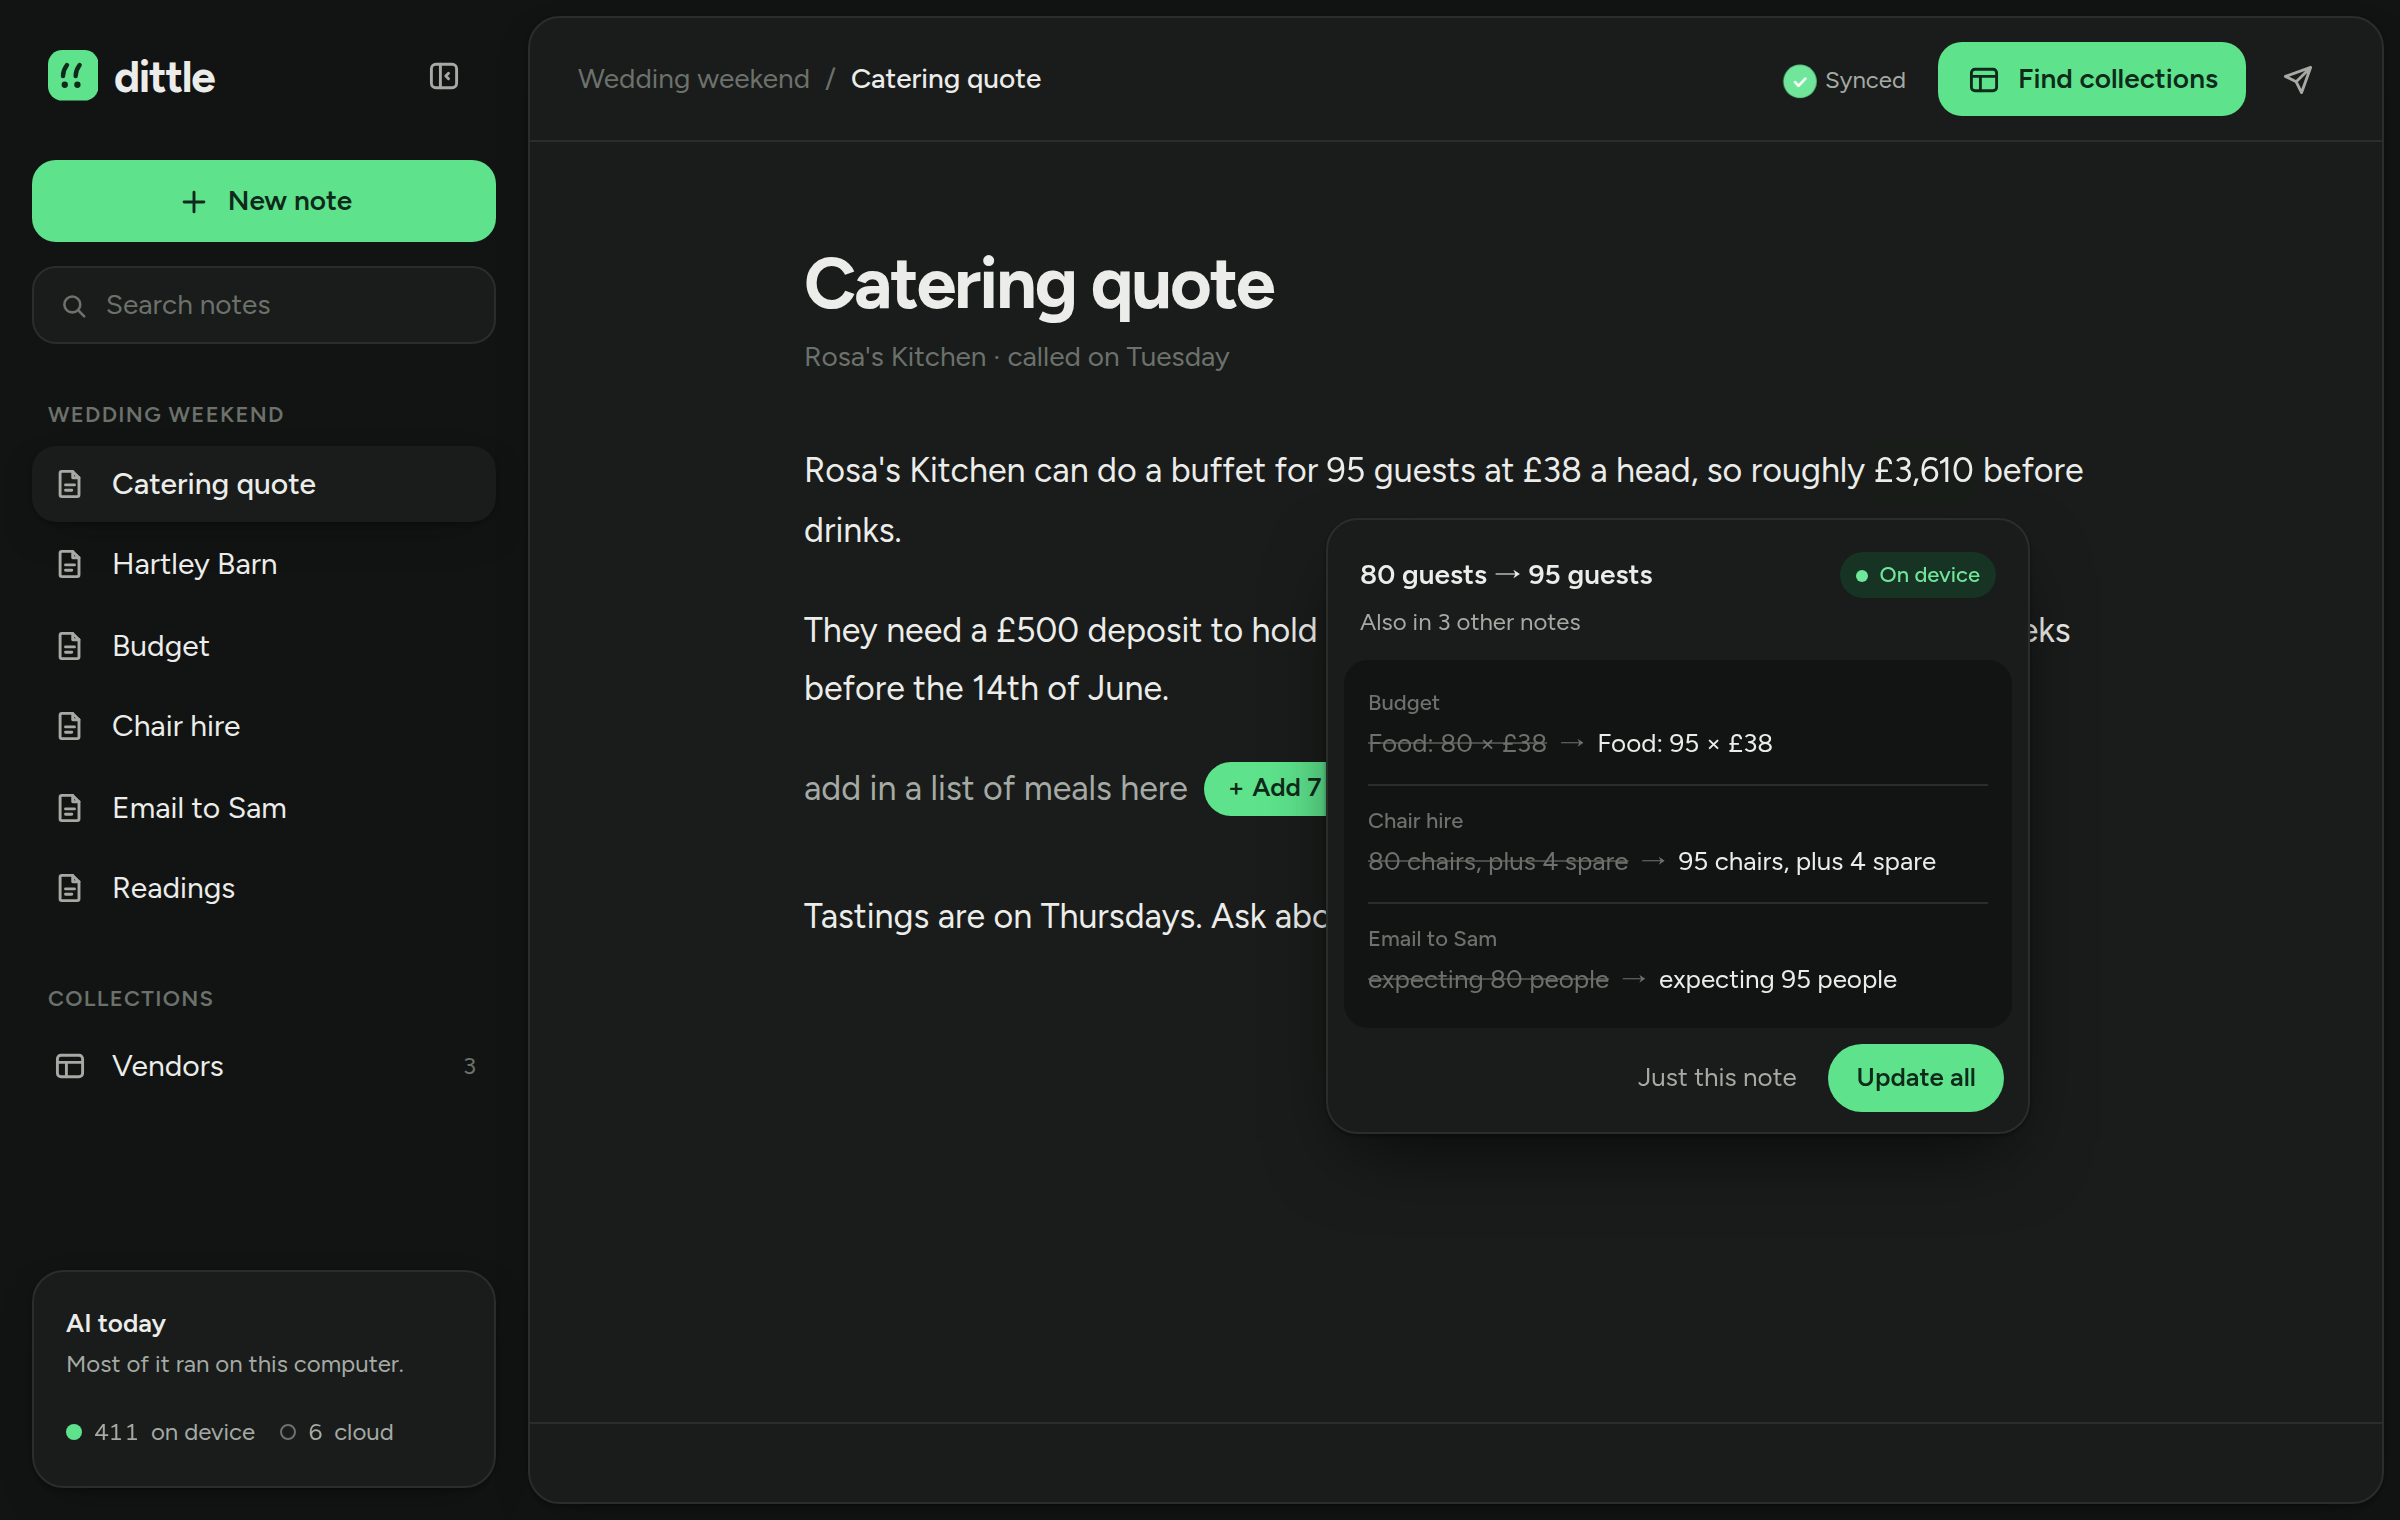 dittle
New note
Search notes
WEDDING WEEKEND
Catering quote
Hartley Barn
Budget
Chair hire
Email to Sam
Readings
COLLECTIONS
Vendors 3
AI today
Most of it ran on this computer.
411 on device 6 cloud
Wedding weekend / Catering quote
Synced
Find collections
Catering quote
Rosa's Kitchen · called on Tuesday
Rosa's Kitchen can do a buffet for 95 guests at £38 a head, so roughly £3,610 before
drinks.
They need a £500 deposit to hold
before the 14th of June.
add in a list of meals here + Add 7
Tastings are on Thursdays. Ask
80 guests → 95 guests
On device
Also in 3 other notes
Budget
Food: 80 × £38 → Food: 95 × £38
Chair hire
80 chairs, plus 4 spare → 95 chairs, plus 4 spare
Email to Sam
expecting 80 people → expecting 95 people
Just this note
Update all